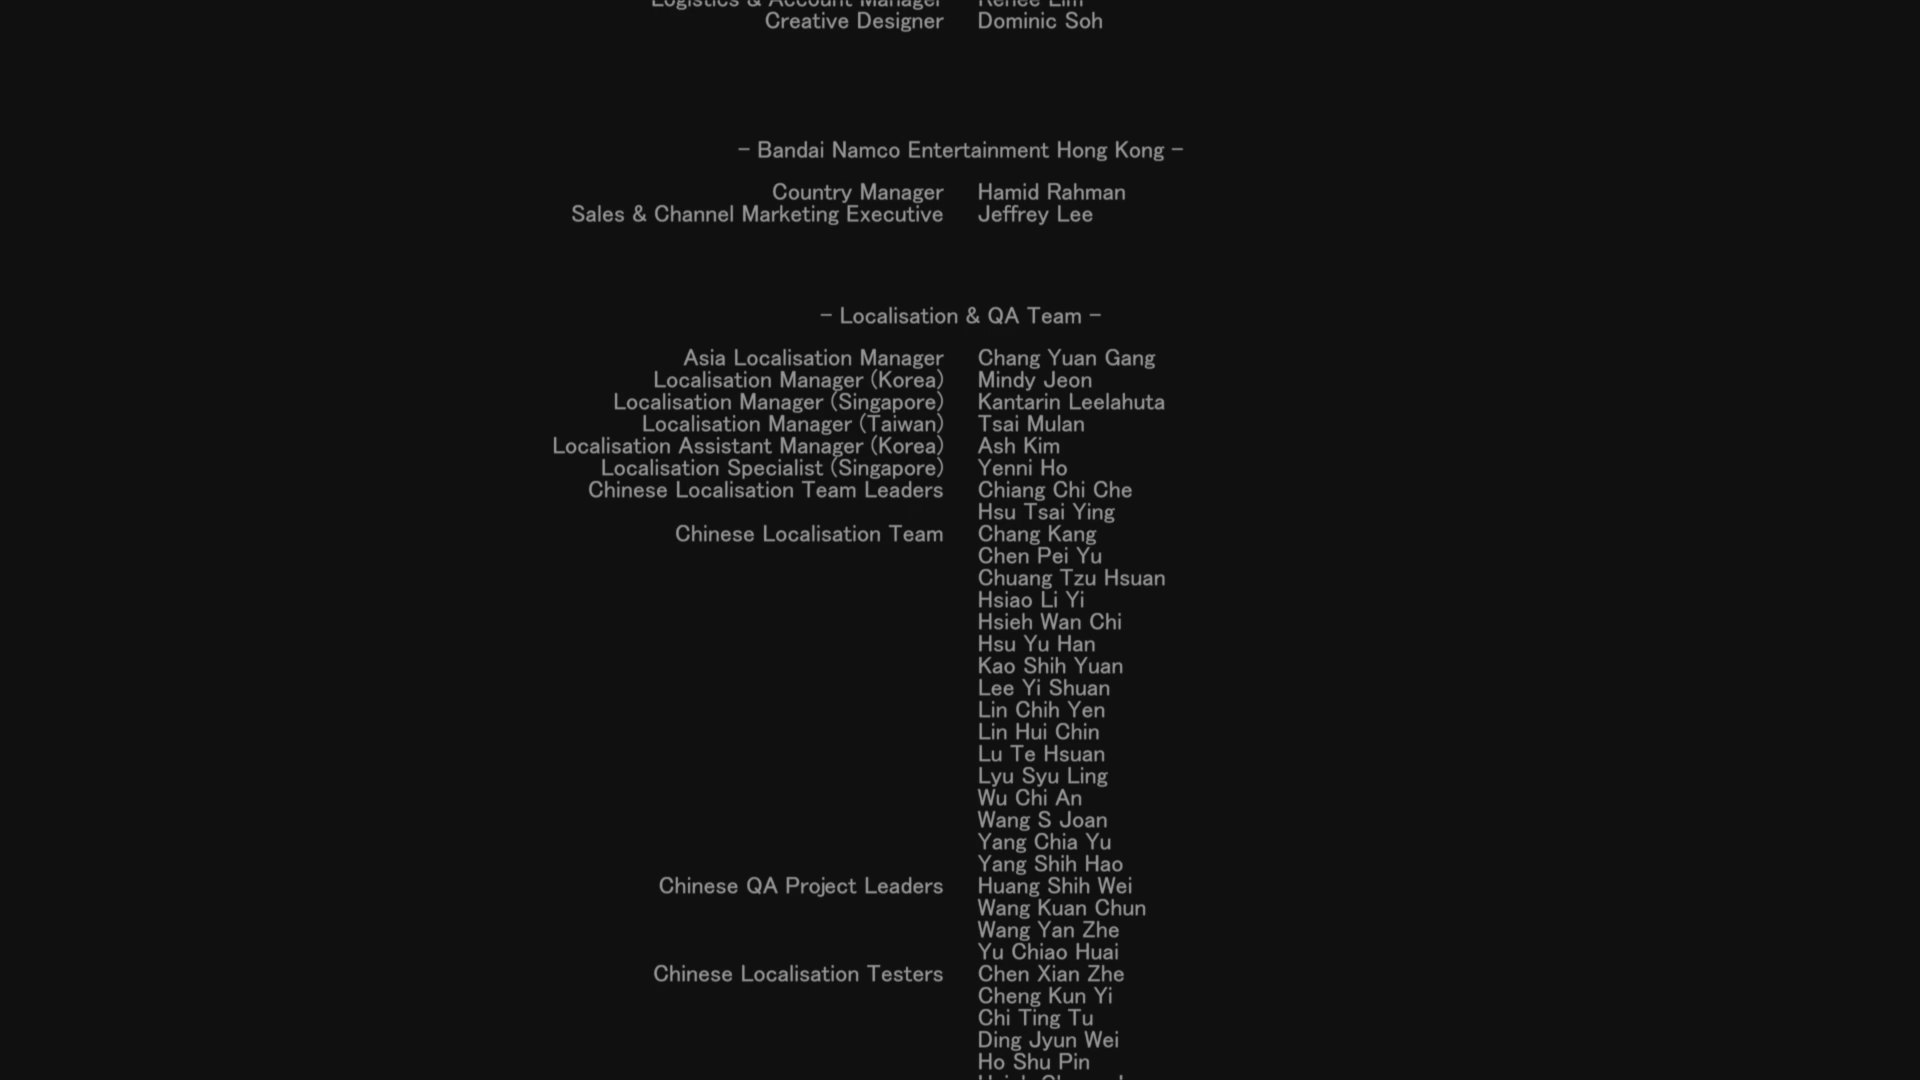 Logistics & Account Manager Renee Lim
Creative Designer Dominic Soh
– Bandai Namco Entertainment Hong Kong –
Country Manager Hamid Rahman
Sales & Channel Marketing Executive Jeffrey Lee
– Localisation & QA Team –
Asia Localisation Manager Chang Yuan Gang
Localisation Manager (Korea) Mindy Jeon
Localisation Manager (Singapore) Kantarin Leelahuta
Localisation Manager (Taiwan) Tsai Mulan
Localisation Assistant Manager (Korea) Ash Kim
Localisation Specialist (Singapore) Yenni Ho
Chinese Localisation Team Leaders Chiang Chi Che
Hsu Tsai Ying
Chinese Localisation Team Chang Kang
Chen Pei Yu
Chuang Tzu Hsuan
Hsiao Li Yi
Hsieh Wan Chi
Hsu Yu Han
Kao Shih Yuan
Lee Yi Shuan
Lin Chih Yen
Lin Hui Chin
Lu Te Hsuan
Lyu Syu Ling
Wu Chi An
Wang S Joan
Yang Chia Yu
Yang Shih Hao
Chinese QA Project Leaders Huang Shih Wei
Wang Kuan Chun
Wang Yan Zhe
Yu Chiao Huai
Chinese Localisation Testers Chen Xian Zhe
Cheng Kun Yi
Chi Ting Tu
Ding Jyun Wei
Ho Shu Pin